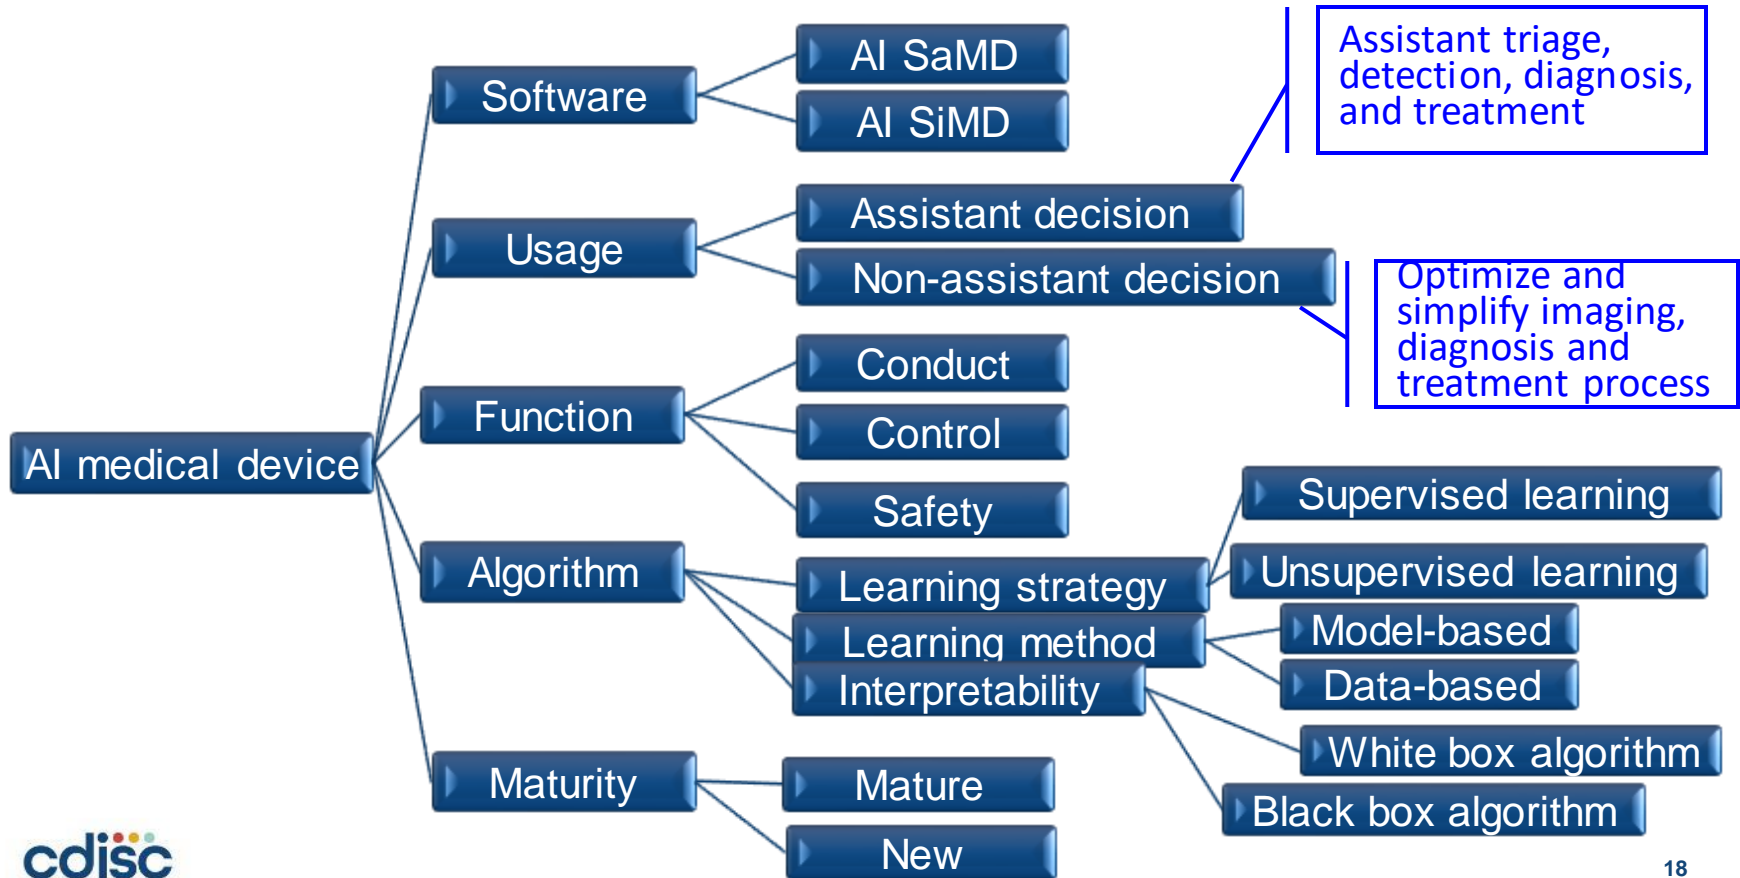 AI medical device
Software
AI SaMD
AI SiMD
Usage
Assistant decision
Assistant triage,
detection, diagnosis,
and treatment
Non-assistant decision
Optimize and
simplify imaging,
diagnosis and
treatment process
Function
Conduct
Control
Safety
Algorithm
Learning strategy
Supervised learning
Unsupervised learning
Learning method
Model-based
Data-based
Interpretability
White box algorithm
Black box algorithm
Maturity
Mature
New
cdisc
18